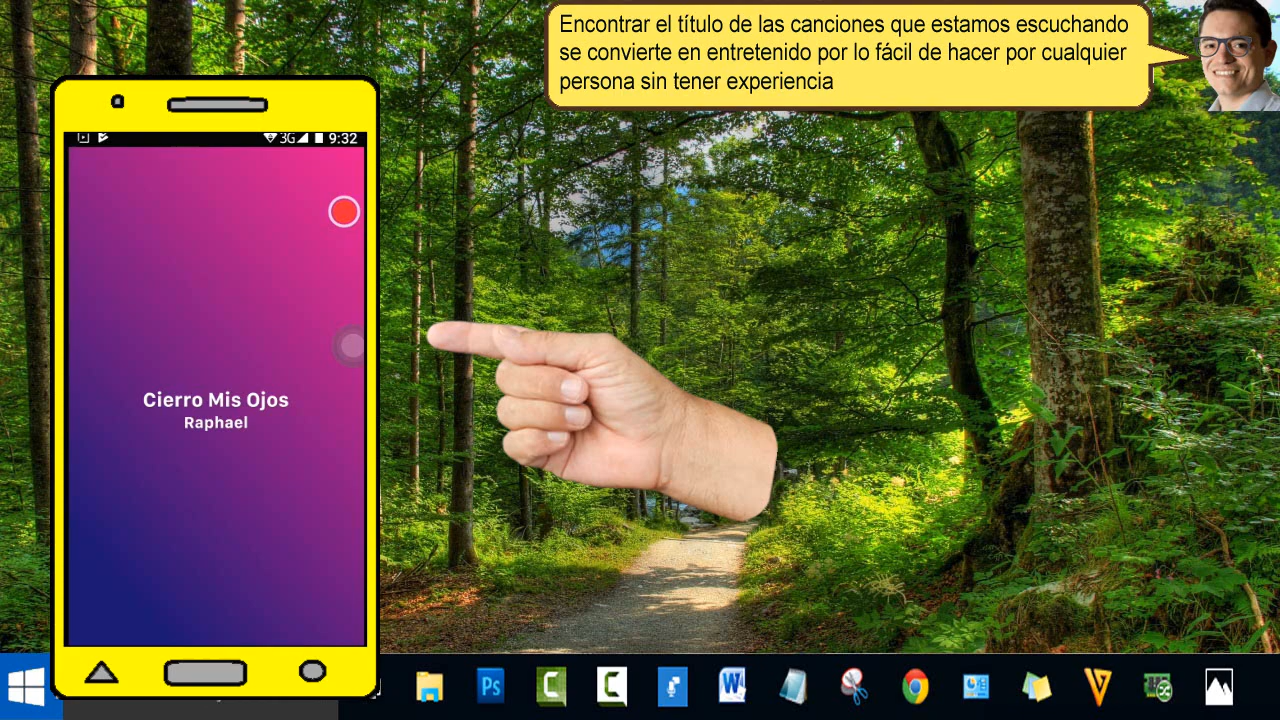 Encontrar el título de las canciones que estamos escuchando
se convierte en entretenido por lo fácil de hacer por cualquier
persona sin tener experiencia
3G 9:32
Cierro Mis Ojos
Raphael
Ps
C
C
W